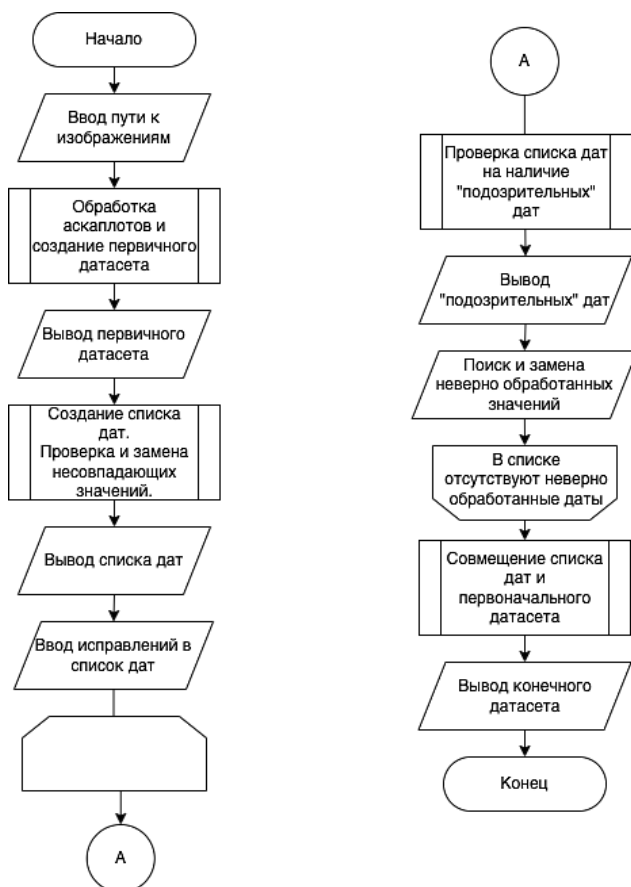 Начало
Ввод пути к
изображениям
Обработка
аскаплотов и
создание первичного
датасета
Вывод первичного
датасета
Создание списка
дат.
Проверка и замена
несовпадающих
значений.
Вывод списка дат
Ввод исправлений в
список дат
А
А
Проверка списка дат
на наличие
"подозрительных"
дат
Вывод
"подозрительных" дат
Поиск и замена
неверно обработанных
значений
В списке
отсутствуют неверно
обработанные даты
Совмещение списка
дат и
первоначального
датасета
Вывод конечного
датасета
Конец